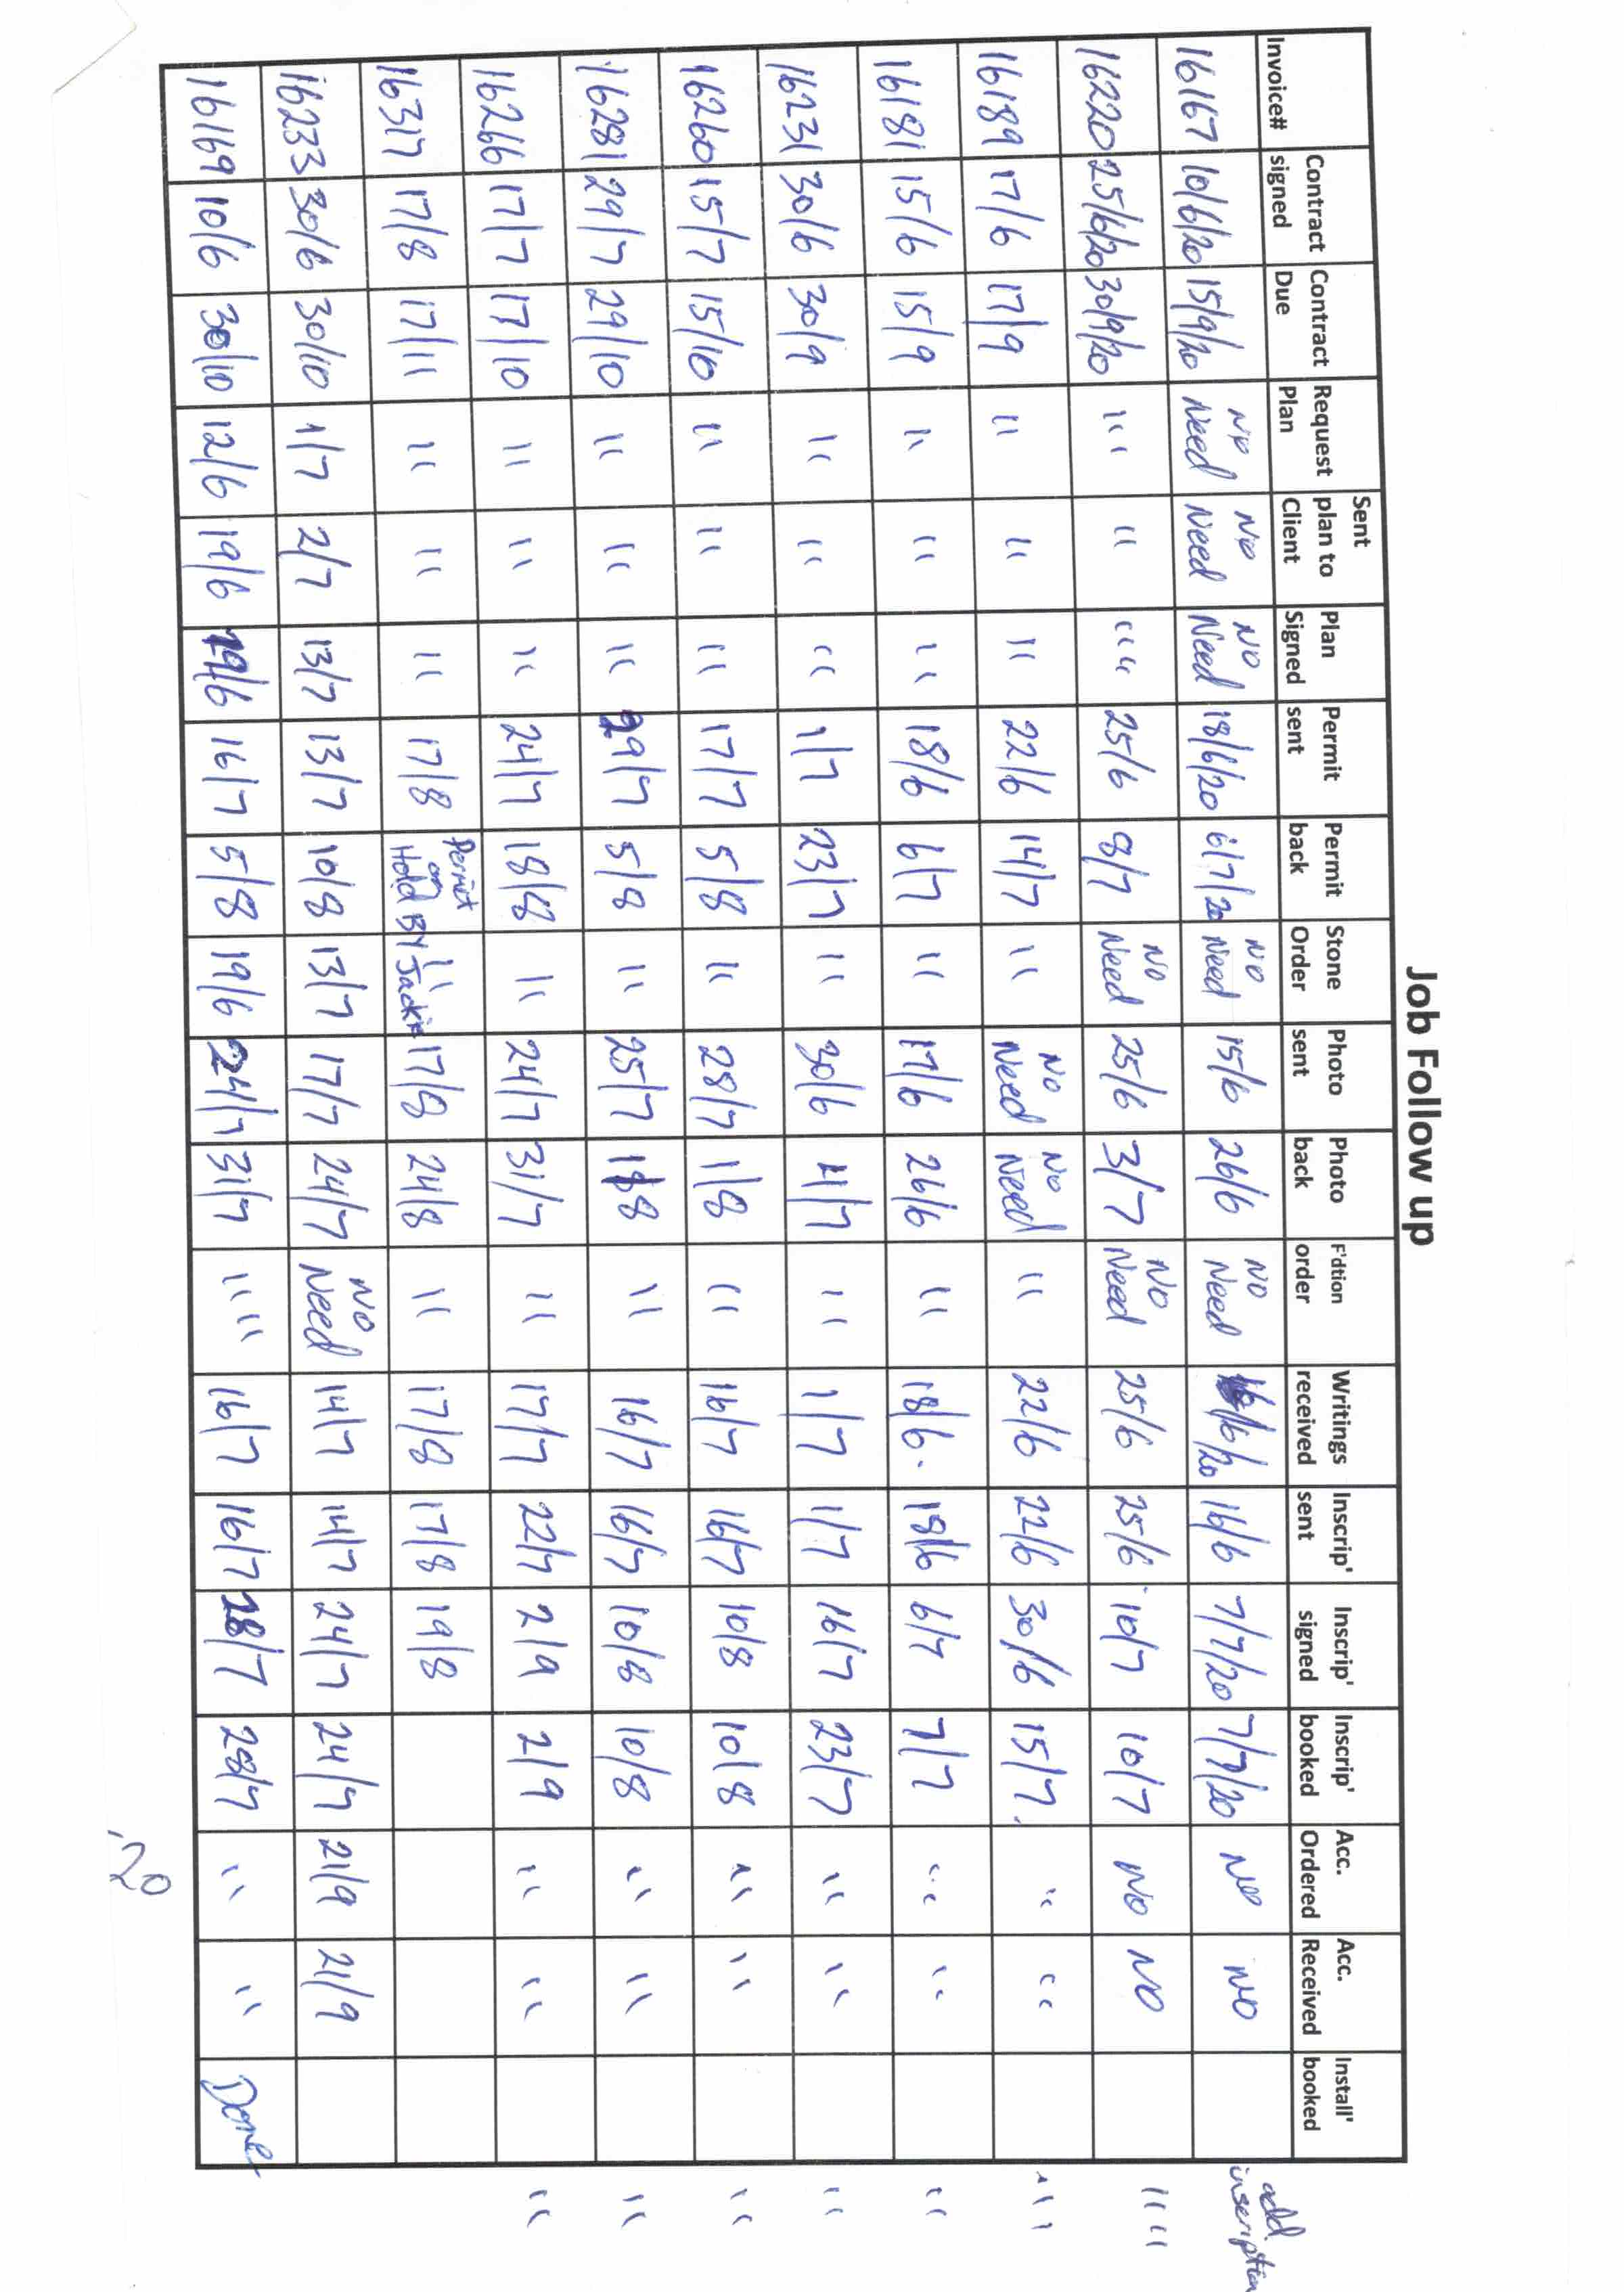 Job Follow up
Invoice# | Contract signed | Contract Due | Request Plan | Sent plan to Client | Plan Signed | Permit sent | Permit back | Stone Order | Photo sent | Photo back | F'dtion order | Writings received | Inscrip' sent | Inscrip' signed | Inscrip' booked | Acc. Ordered | Acc. Received | Install' booked
16167 | 10/6/20 | 15/9/20 | No Need | No Need | No Need | 18/6/20 | 6/7/20 | No Need | 15/6 | 26/6 | No Need | 16/6/20 | 16/6 | 7/7/20 | 7/7/20 | No | No | | add inscription
16220 | 25/6/20 | 30/9/20 | " | " | " | 25/6 | 8/7 | No Need | 25/6 | 3/7 | No Need | 25/6 | 25/6 | 10/7 | 10/7 | No | No | | "
16189 | 17/6 | 17/9 | " | " | " | 22/6 | 14/7 | " | No Need | No Need | " | 22/6 | 22/6 | 30/6 | 15/7. | " | " | | "
16181 | 15/6 | 15/9 | " | " | " | 18/6 | 6/7 | " | 17/6 | 26/6 | " | 18/6. | 18/6 | 6/7 | 7/7 | " | " | | "
16231 | 30/6 | 30/9 | " | " | " | 1/7 | 23/7 | " | 30/6 | | " | 1/7 | 1/7 | 16/7 | 23/7 | " | " | | "
16260 | 15/7 | 15/10 | " | " | " | 17/7 | 5/8 | " | 28/7 | 1/8 | " | 16/7 | 16/7 | 10/8 | 10/8 | " | " | | "
16281 | 29/7 | 29/10 | " | " | " | 29/7 | 5/8 | " | 25/7 | | " | 16/7 | 16/7 | 10/8 | 10/8 | " | " | | "
16266 | 17/7 | 17/10 | " | " | " | 24/7 | 18/8 | " | 24/7 | 31/7 | " | 17/7 | 22/7 | 2/9 | 2/9 | " | " | | "
16317 | 17/8 | 17/11 | " | " | " | 17/8 | Permit on Hold BY Jackie | " | 17/8 | 24/8 | " | 17/8 | 17/8 | 19/8
16233 | 30/6 | 30/10 | 1/7 | 2/7 | 13/7 | 13/7 | 10/8 | 13/7 | 17/7 | 24/7 | No Need | 14/7 | 14/7 | 24/7 | 24/7 | 21/9 | 21/9
16169 | 10/6 | 30/10 | 12/6 | 19/6 | 19/6 | 16/7 | 5/8 | 19/6 | 24/7 | 31/7 | " | 16/7 | 16/7 | 28/7 | 28/7 | " | " | Done
'20